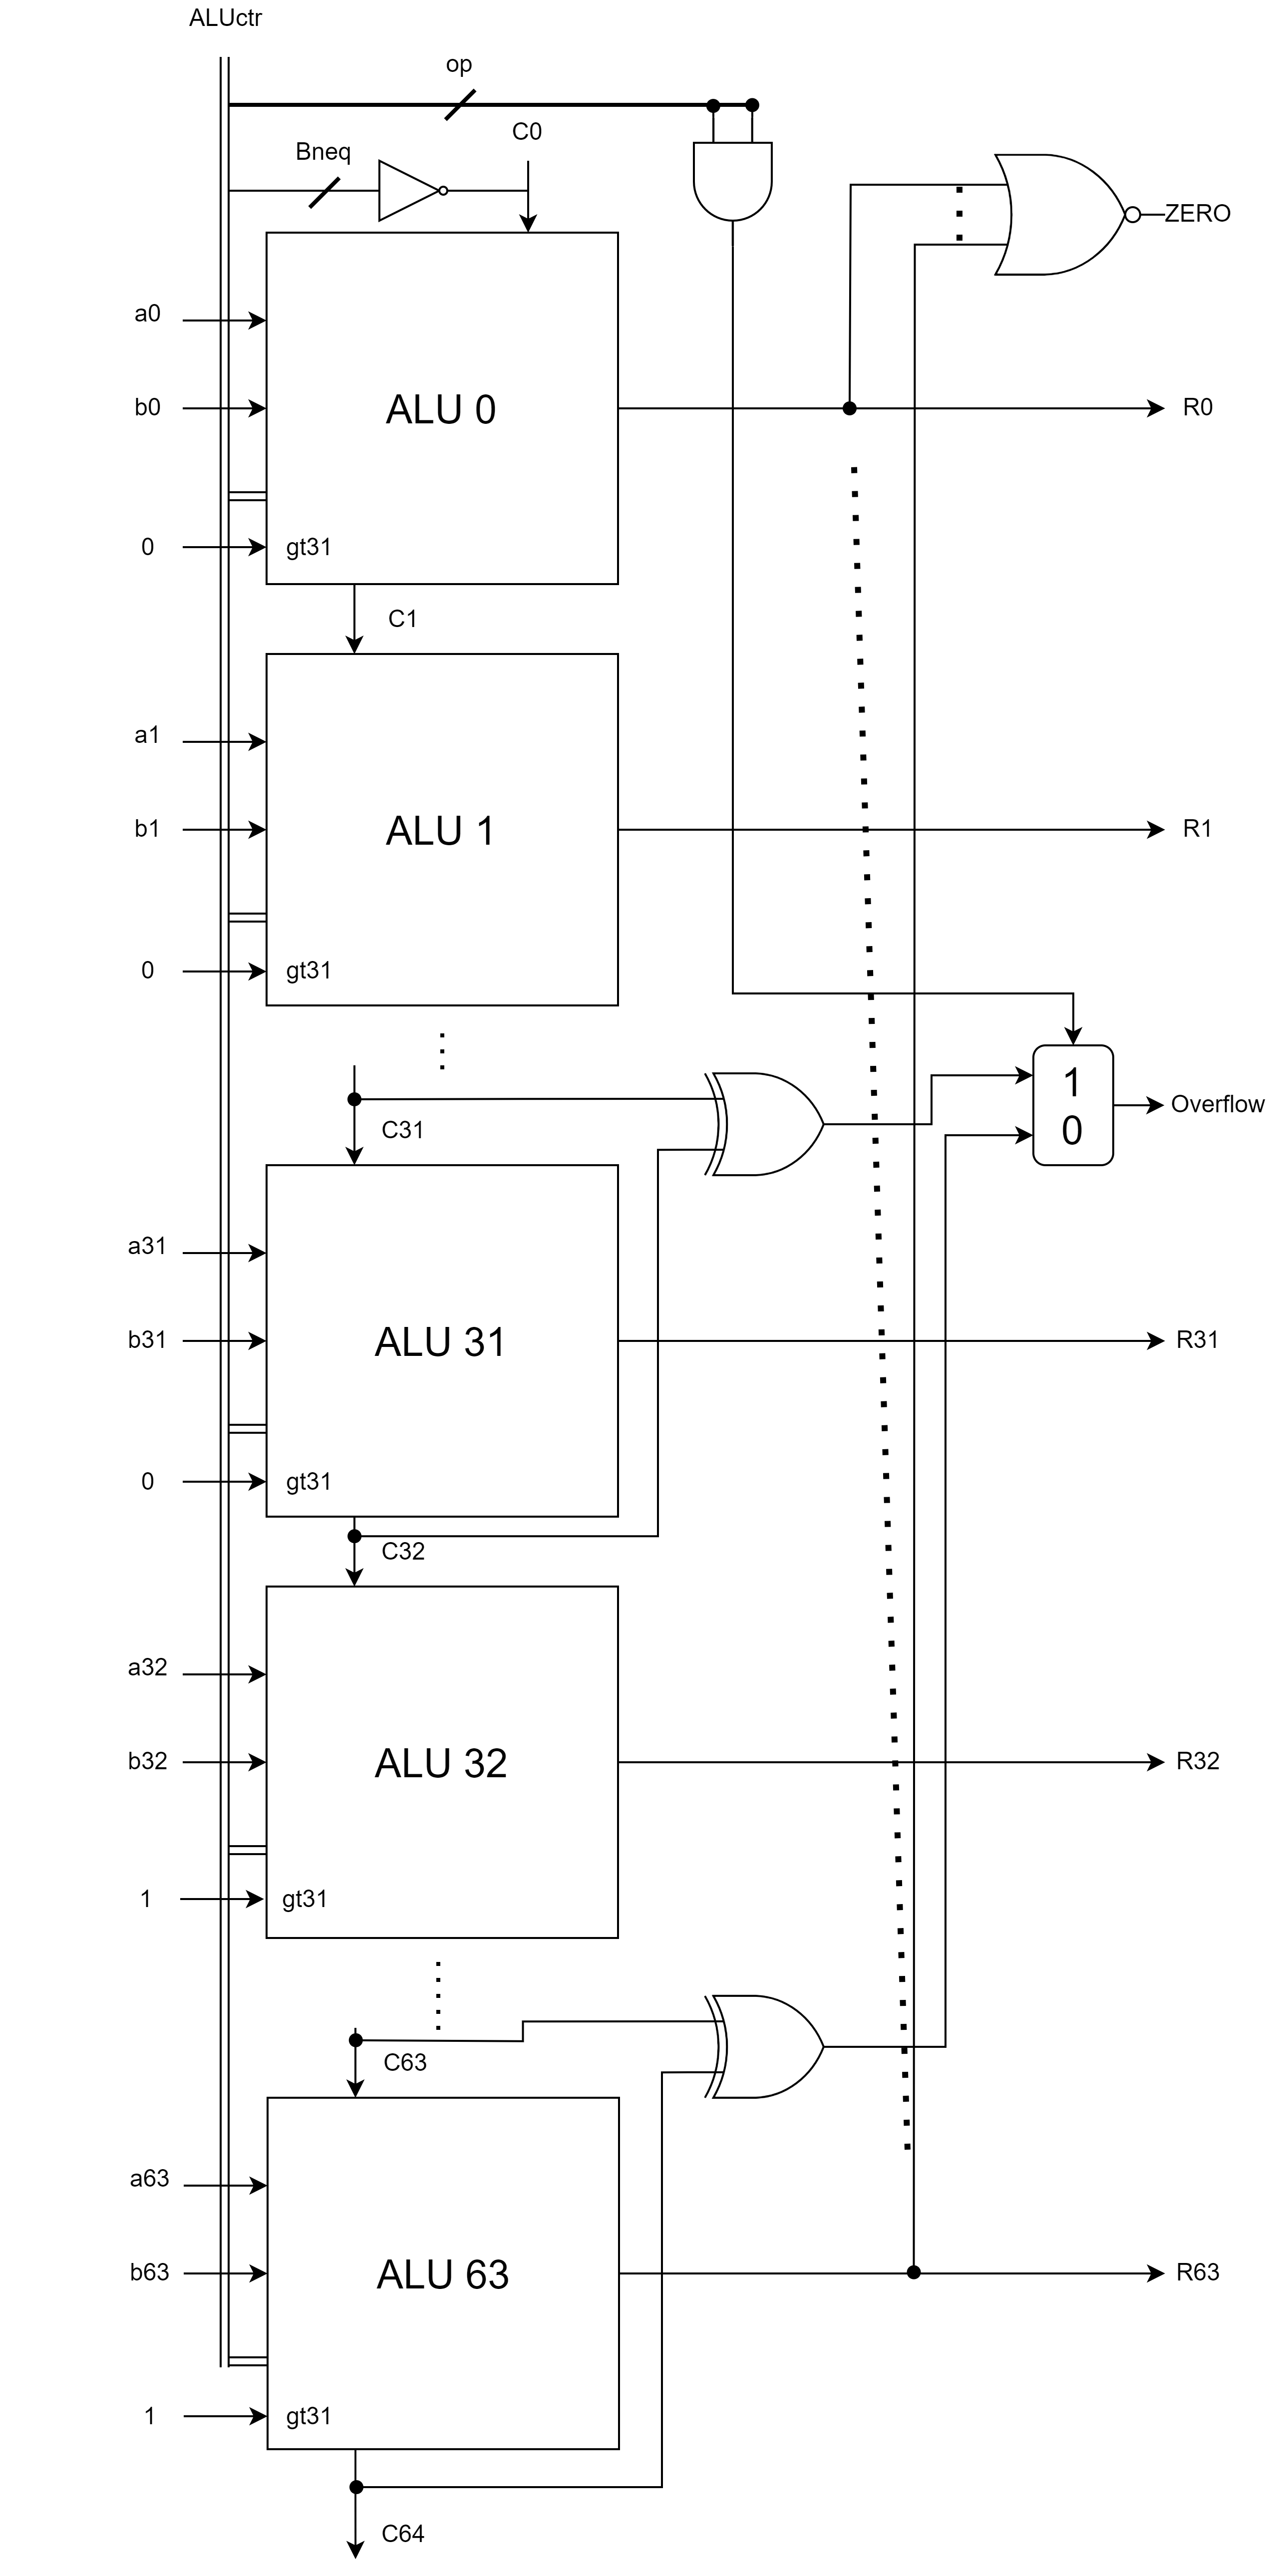 ALUctr
op
C0
Bneq
ZERO
a0
b0
ALU 0
R0
0
gt31
C1
a1
b1
ALU 1
R1
0
gt31
C31
1
0
Overflow
a31
b31
ALU 31
R31
0
gt31
C32
a32
b32
ALU 32
R32
1
gt31
C63
a63
b63
ALU 63
R63
1
gt31
C64